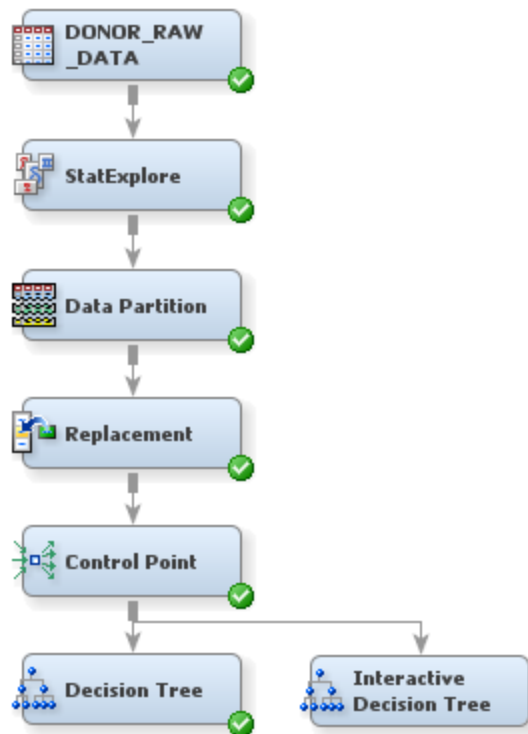 DONOR_RAW
_DATA
StatExplore
Data Partition
Replacement
Control Point
Decision Tree
Interactive
Decision Tree